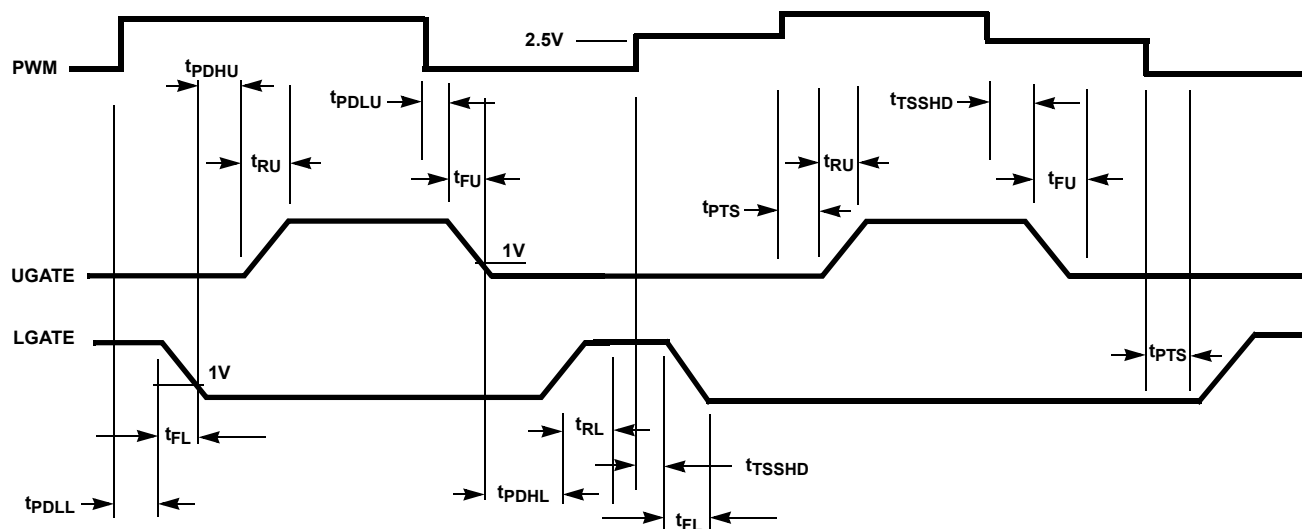 2.5V
PWM
tPDHU
tPDLU
tTSSHD
tRU
tRU
tFU
tFU
tPTS
1V
UGATE
LGATE
tPTS
1V
tRL
tFL
tTSSHD
tPDHL
tPDLL
tFL